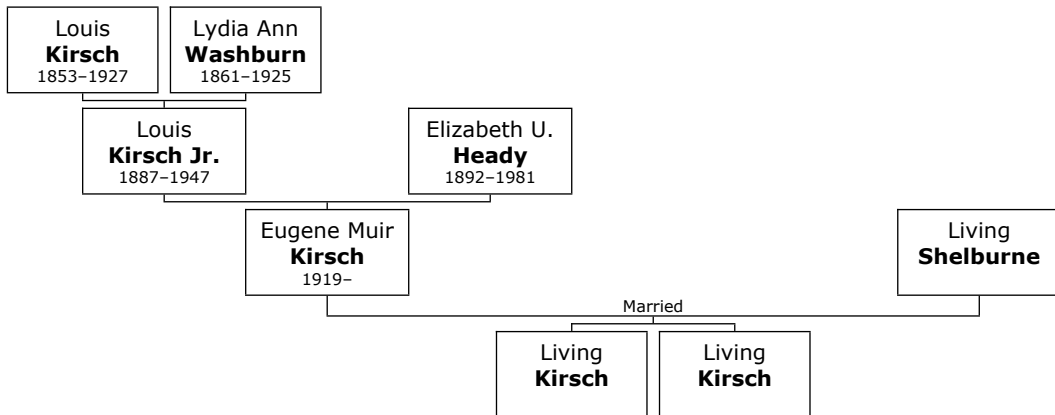 Louis
Kirsch
1853–1927
Lydia Ann
Washburn
1861–1925
Louis
Kirsch Jr.
1887–1947
Elizabeth U.
Heady
1892–1981
Eugene Muir
Kirsch
1919–
Living
Shelburne
Married
Living
Kirsch
Living
Kirsch